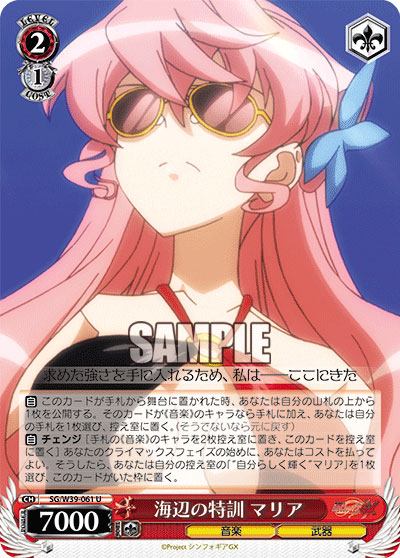 LEVEL
2
1
COST
SAMPLE
求めた強さを手に入れるため、私は――ここにきた
自 このカードが手札から舞台に置かれた時、あなたは自分の山札の上から
1枚を公開する。そのカードが《音楽》のキャラなら手札に加え、あなたは自分
の手札を1枚選び、控え室に置く。(そうでないなら元に戻す)
自 チェンジ [手札の《音楽》のキャラを2枚控え室に置き、このカードを控え室
に置く] あなたのクライマックスフェイズの始めに、あなたはコストを払ってよ
い。そうしたら、あなたは自分の控え室の「“自分らしく輝く”マリア」を1枚
選び、このカードがいた枠に置く。
CH SG/W39-061 U
7000
海辺の特訓 マリア
音楽 武器
©Project シンフォギアGX